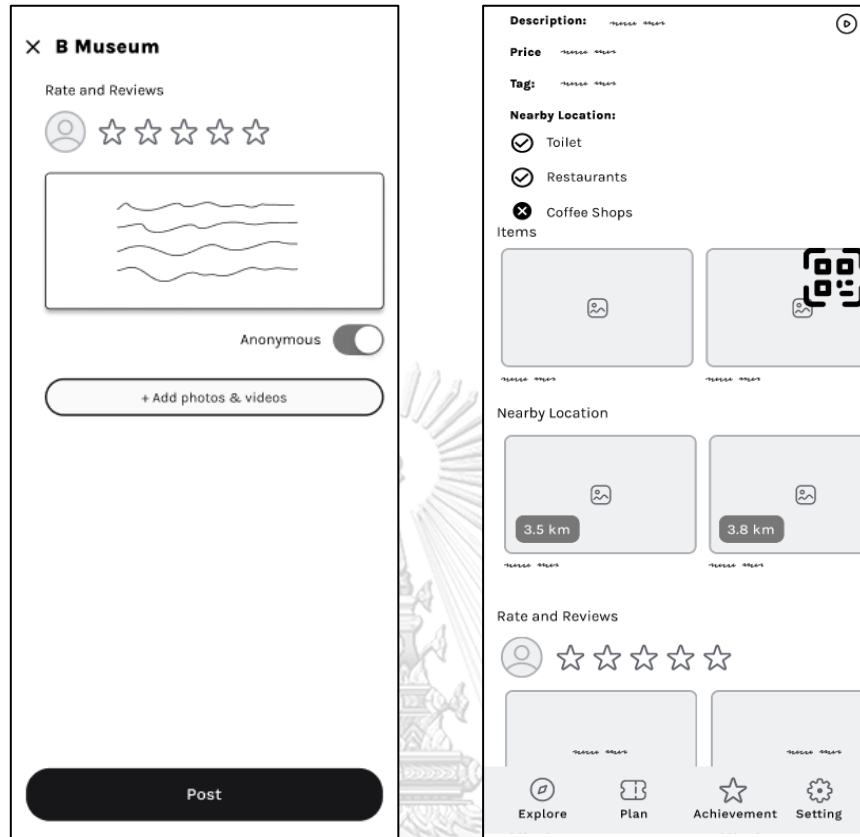 B Museum
Rate and Reviews
Anonymous
+ Add photos & videos
Post
Description:
Price
Tag:
Nearby Location:
Toilet
Restaurants
Coffee Shops
Items
Nearby Location
3.5 km
3.8 km
Rate and Reviews
Explore
Plan
Achievement
Setting